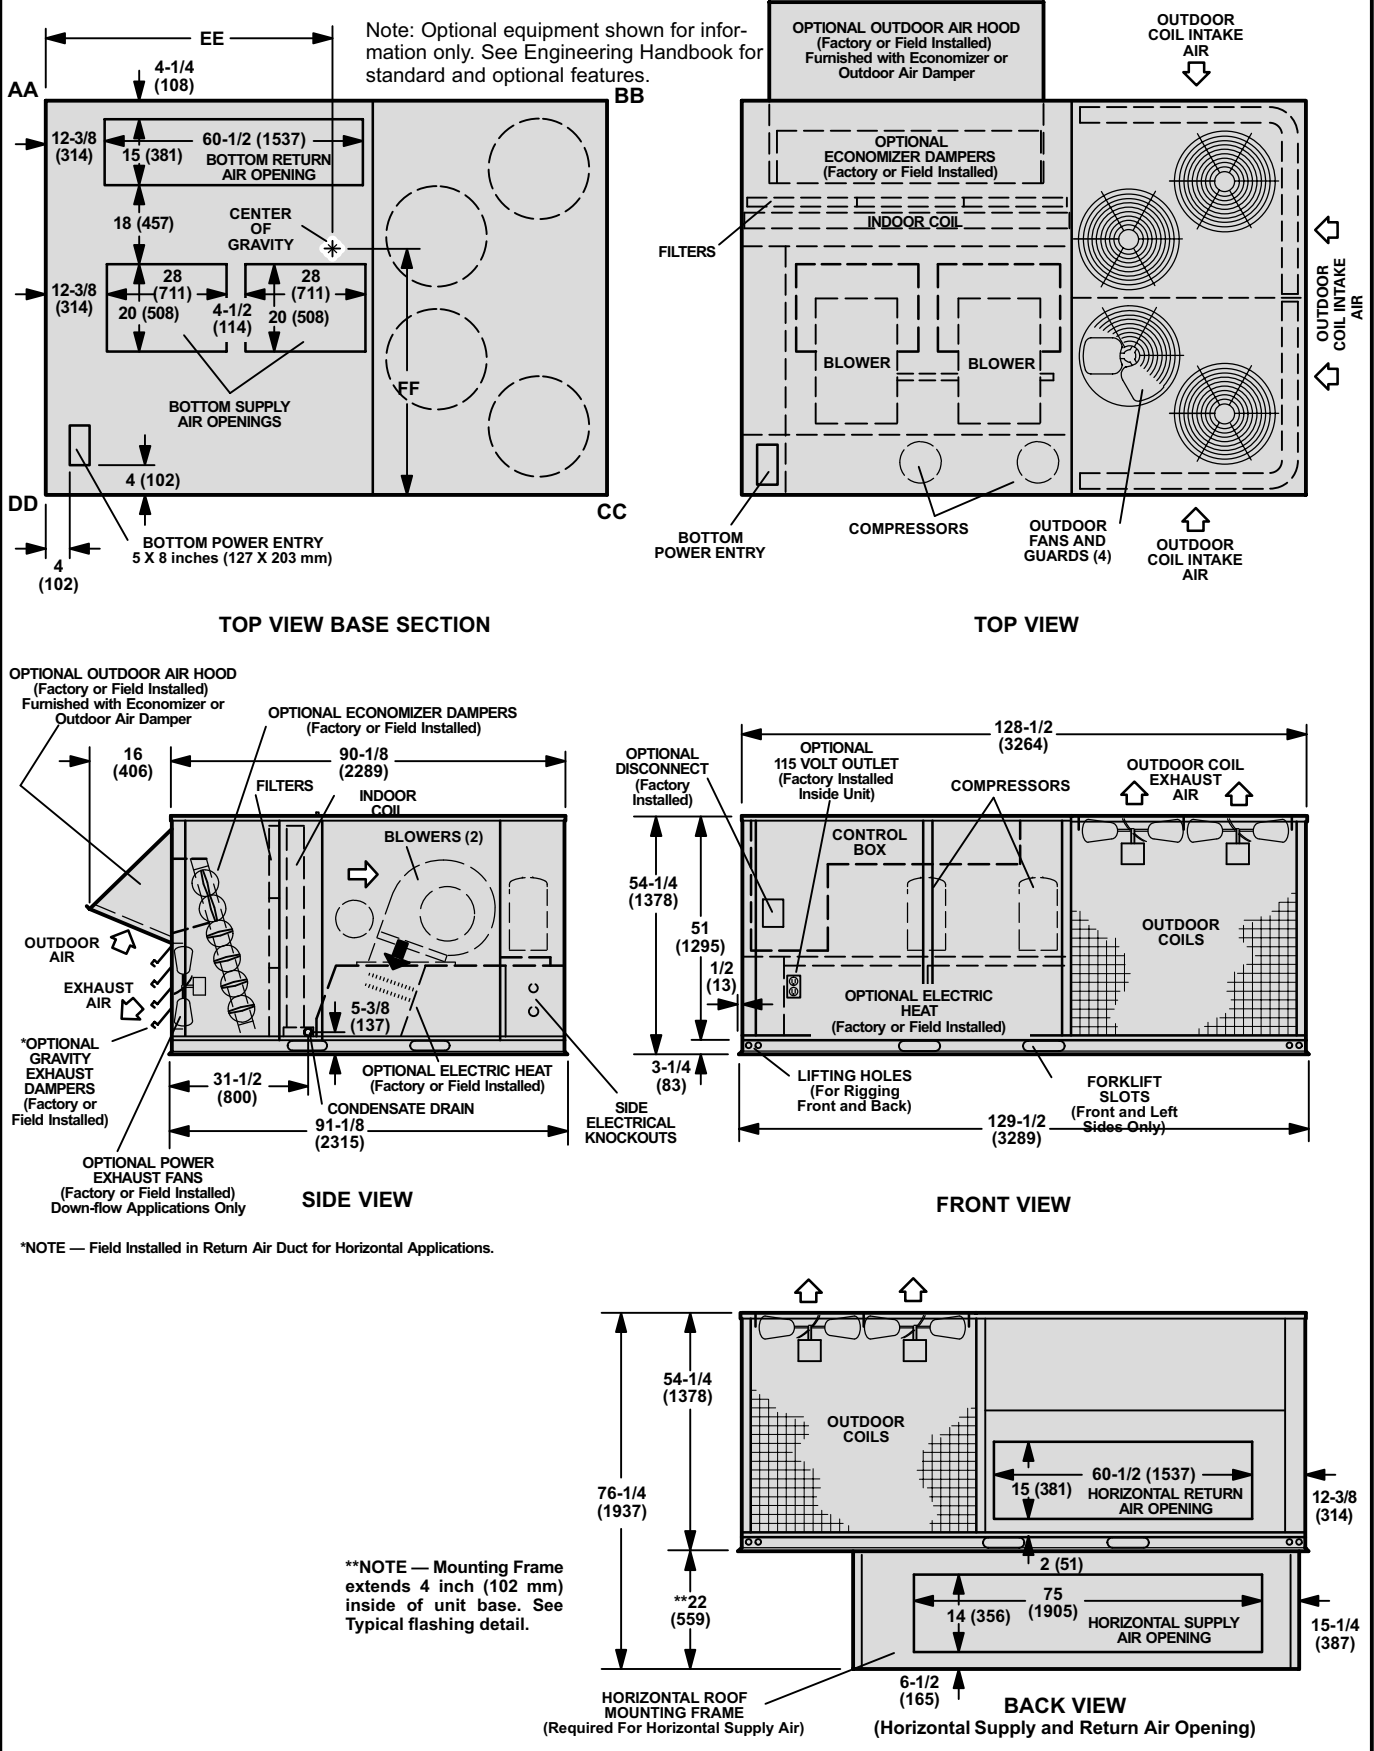 EE
Note: Optional equipment shown for infor-
mation only. See Engineering Handbook for
standard and optional features.
4-1/4
(108)
AA
BB
12-3/8
(314)
60-1/2 (1537)
15 (381)
BOTTOM RETURN
AIR OPENING
18 (457)
CENTER
OF
GRAVITY
12-3/8
(314)
28
(711)
20 (508)
4-1/2
(114)
28
(711)
20 (508)
FF
BOTTOM SUPPLY
AIR OPENINGS
4 (102)
DD
CC
BOTTOM POWER ENTRY
5 X 8 inches (127 X 203 mm)
4
(102)
TOP VIEW BASE SECTION
OPTIONAL OUTDOOR AIR HOOD
(Factory or Field Installed)
Furnished with Economizer or
Outdoor Air Damper
OUTDOOR
COIL INTAKE
AIR
OPTIONAL
ECONOMIZER DAMPERS
(Factory or Field Installed)
INDOOR COIL
FILTERS
OUTDOOR
COIL INTAKE
AIR
BLOWER
BLOWER
BOTTOM
POWER ENTRY
COMPRESSORS
OUTDOOR
FANS AND
GUARDS (4)
OUTDOOR
COIL INTAKE
AIR
TOP VIEW
OPTIONAL OUTDOOR AIR HOOD
(Factory or Field Installed)
Furnished with Economizer or
Outdoor Air Damper
OPTIONAL ECONOMIZER DAMPERS
(Factory or Field Installed)
16
(406)
90-1/8
(2289)
FILTERS
INDOOR
COIL
BLOWERS (2)
OUTDOOR
AIR
EXHAUST
AIR
5-3/8
(137)
*OPTIONAL
GRAVITY
EXHAUST
DAMPERS
(Factory or
Field Installed)
31-1/2
(800)
OPTIONAL ELECTRIC HEAT
(Factory or Field Installed)
CONDENSATE DRAIN
91-1/8
(2315)
SIDE
ELECTRICAL
KNOCKOUTS
OPTIONAL POWER
EXHAUST FANS
(Factory or Field Installed)
Down-flow Applications Only
SIDE VIEW
*NOTE — Field Installed in Return Air Duct for Horizontal Applications.
128-1/2
(3264)
OPTIONAL
DISCONNECT
(Factory
Installed)
OPTIONAL
115 VOLT OUTLET
(Factory Installed
Inside Unit)
COMPRESSORS
OUTDOOR COIL
EXHAUST
AIR
CONTROL
BOX
54-1/4
(1378)
51
(1295)
1/2
(13)
OUTDOOR
COILS
OPTIONAL ELECTRIC
HEAT
(Factory or Field Installed)
3-1/4
(83)
LIFTING HOLES
(For Rigging
Front and Back)
FORKLIFT
SLOTS
(Front and Left
Sides Only)
129-1/2
(3289)
FRONT VIEW
54-1/4
(1378)
OUTDOOR
COILS
76-1/4
(1937)
60-1/2 (1537)
15 (381)
HORIZONTAL RETURN
AIR OPENING
12-3/8
(314)
2 (51)
**NOTE — Mounting Frame
extends 4 inch (102 mm)
inside of unit base. See
Typical flashing detail.
**22
(559)
75
(1905)
14 (356)
HORIZONTAL SUPPLY
AIR OPENING
15-1/4
(387)
6-1/2
(165)
HORIZONTAL ROOF
MOUNTING FRAME
(Required For Horizontal Supply Air)
BACK VIEW
(Horizontal Supply and Return Air Opening)